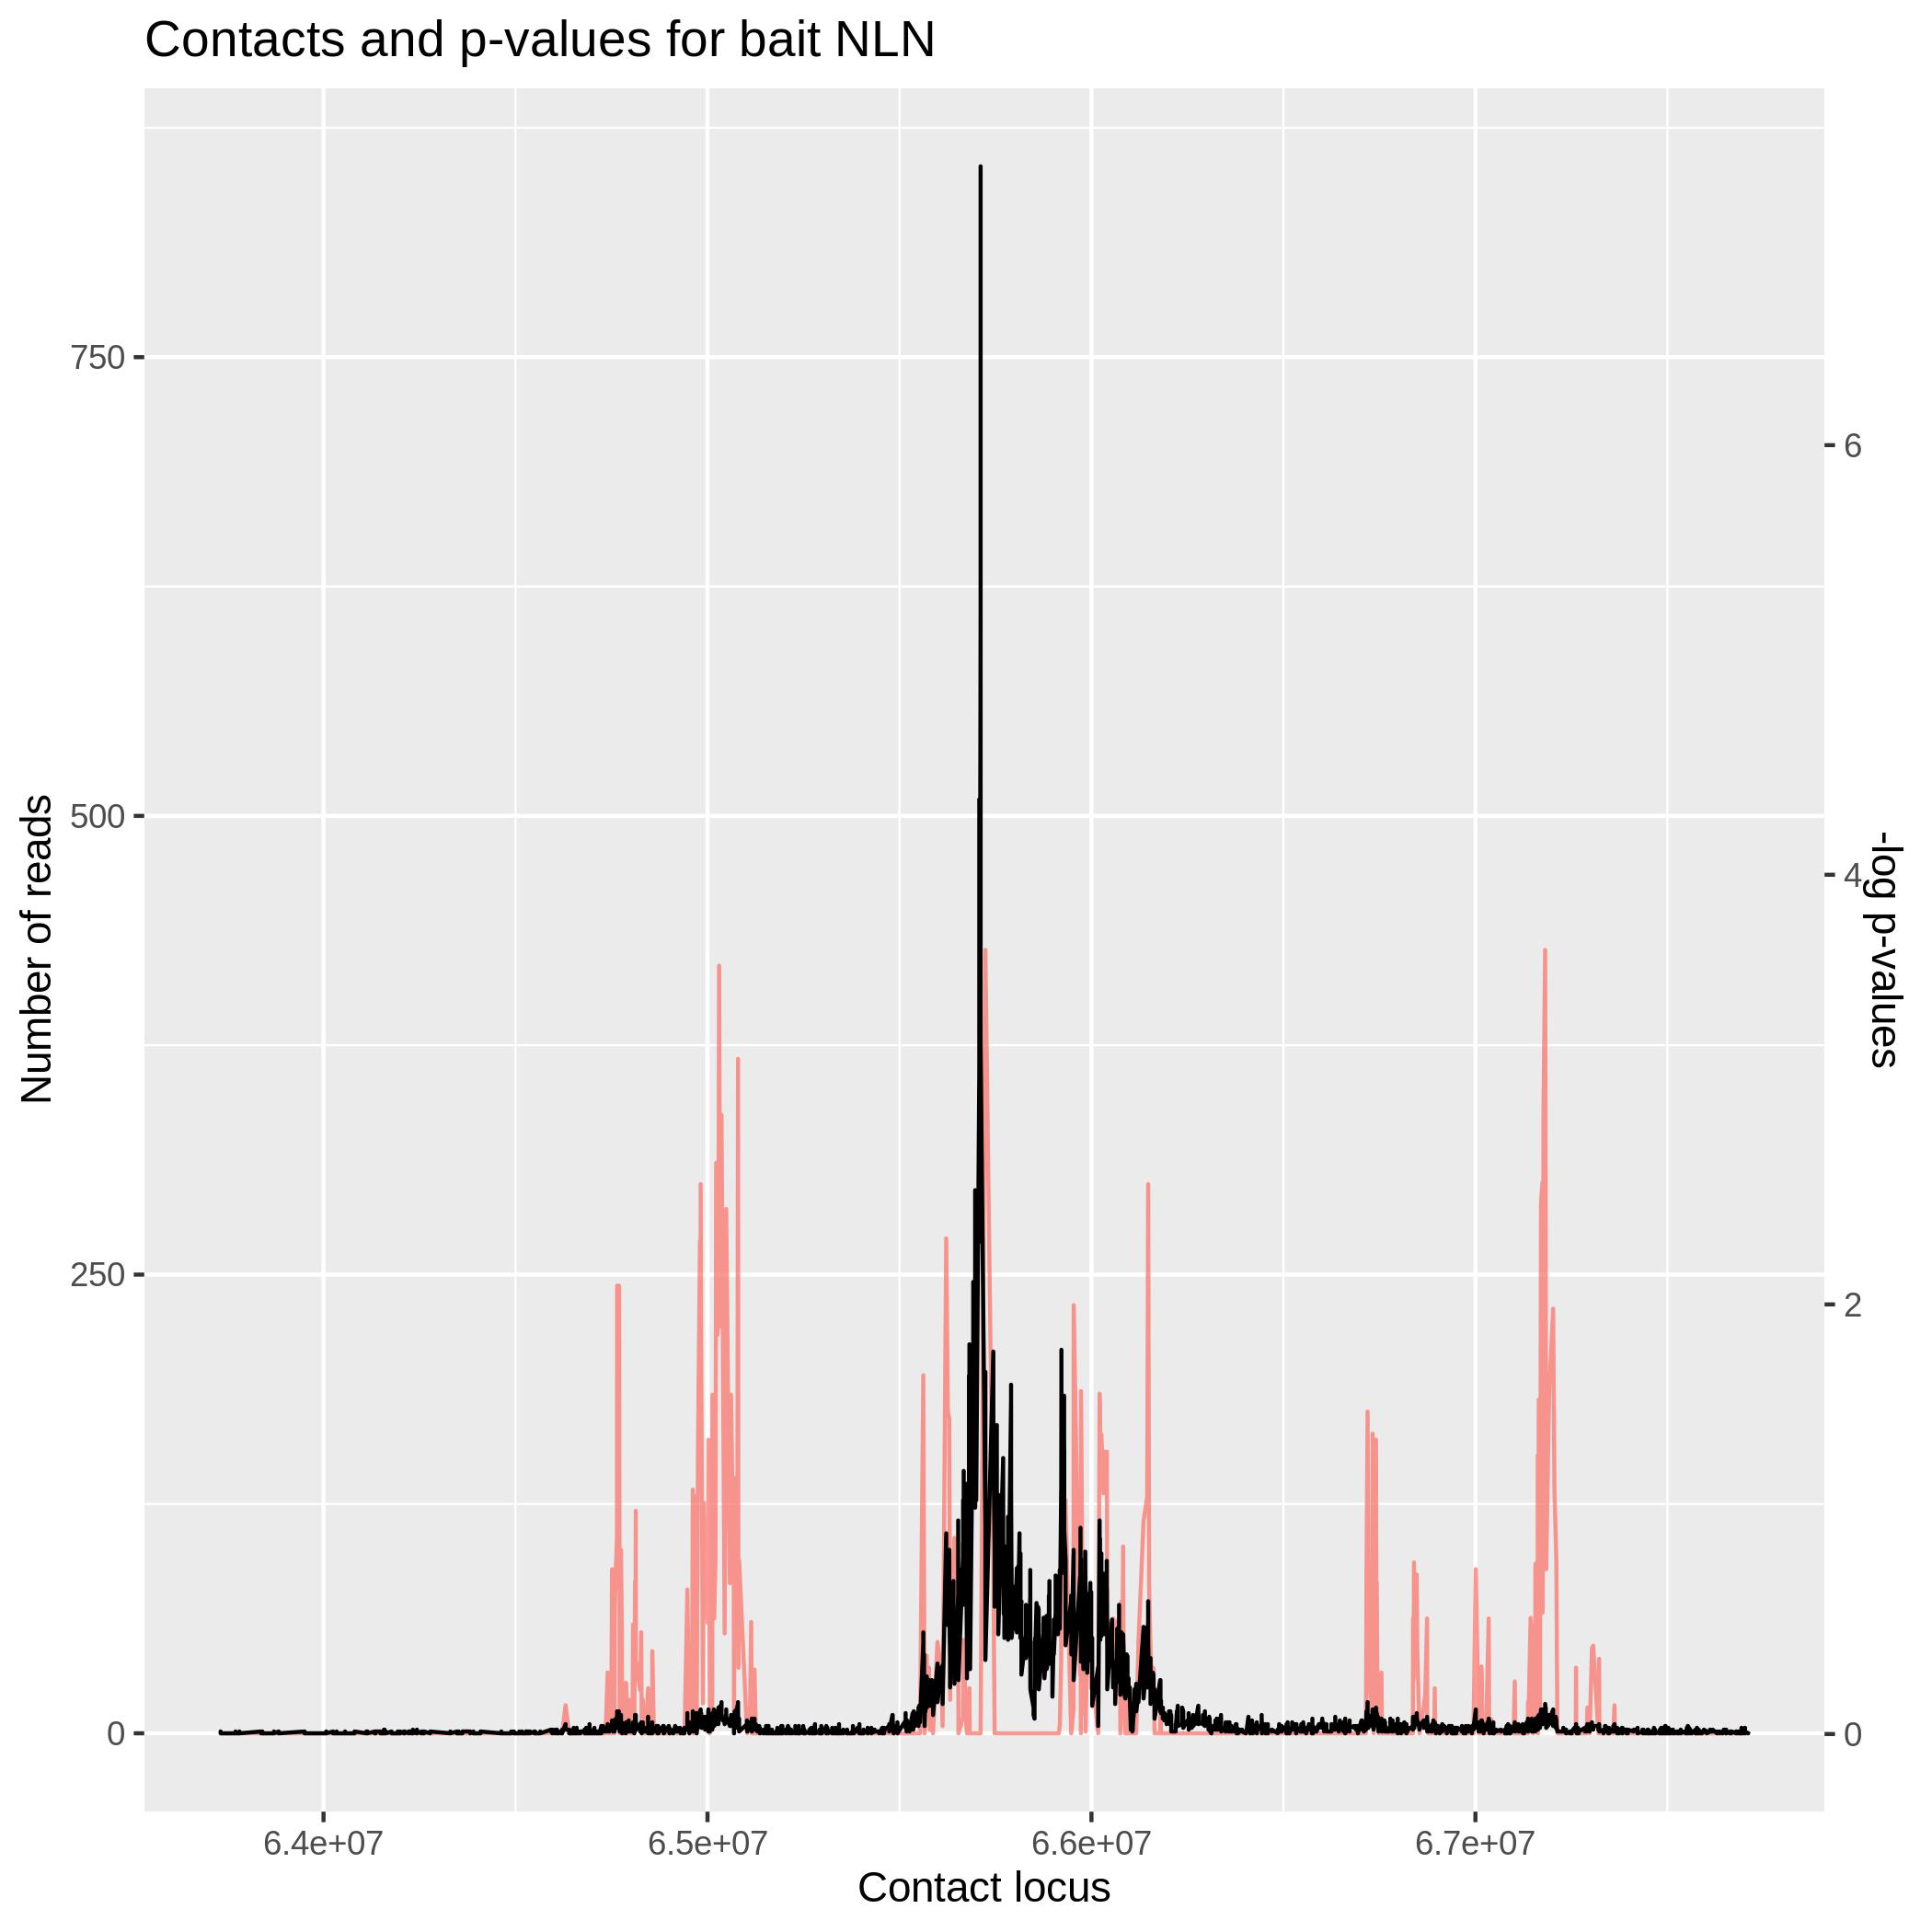 Contacts and p-values for bait NLN
750
500
250
0
Number of reads
6
4
2
0
-log p-values
6.4e+07
6.5e+07
6.6e+07
6.7e+07
Contact locus